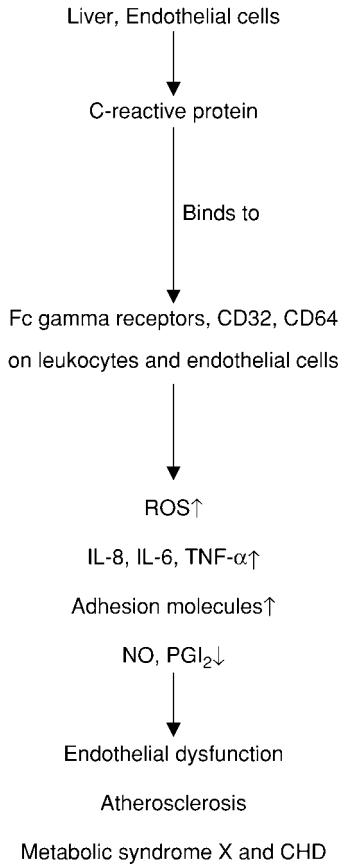 Liver, Endothelial cells
C-reactive protein
Binds to
Fc gamma receptors, CD32, CD64
on leukocytes and endothelial cells
ROS↑
IL-8, IL-6, TNF-α↑
Adhesion molecules↑
NO, PGI₂↓
Endothelial dysfunction
Atherosclerosis
Metabolic syndrome X and CHD